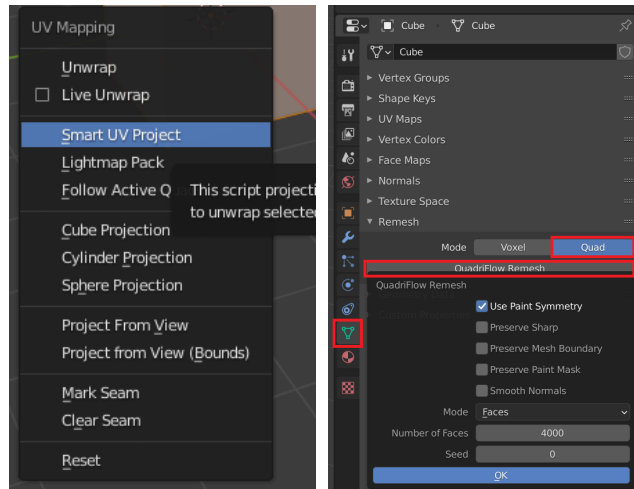 UV Mapping
Unwrap
Live Unwrap
Smart UV Project
Lightmap Pack
Follow Active Q
This script projecti
to unwrap selected
Cube Projection
Cylinder Projection
Sphere Projection
Project From View
Project from View (Bounds)
Mark Seam
Clear Seam
Reset
Cube Cube
Cube
Vertex Groups
Shape Keys
UV Maps
Vertex Colors
Face Maps
Normals
Texture Space
Remesh
Mode Voxel Quad
QuadriFlow Remesh
QuadriFlow Remesh
Use Paint Symmetry
Preserve Sharp
Preserve Mesh Boundary
Preserve Paint Mask
Smooth Normals
Mode Faces
Number of Faces 4000
Seed 0
OK